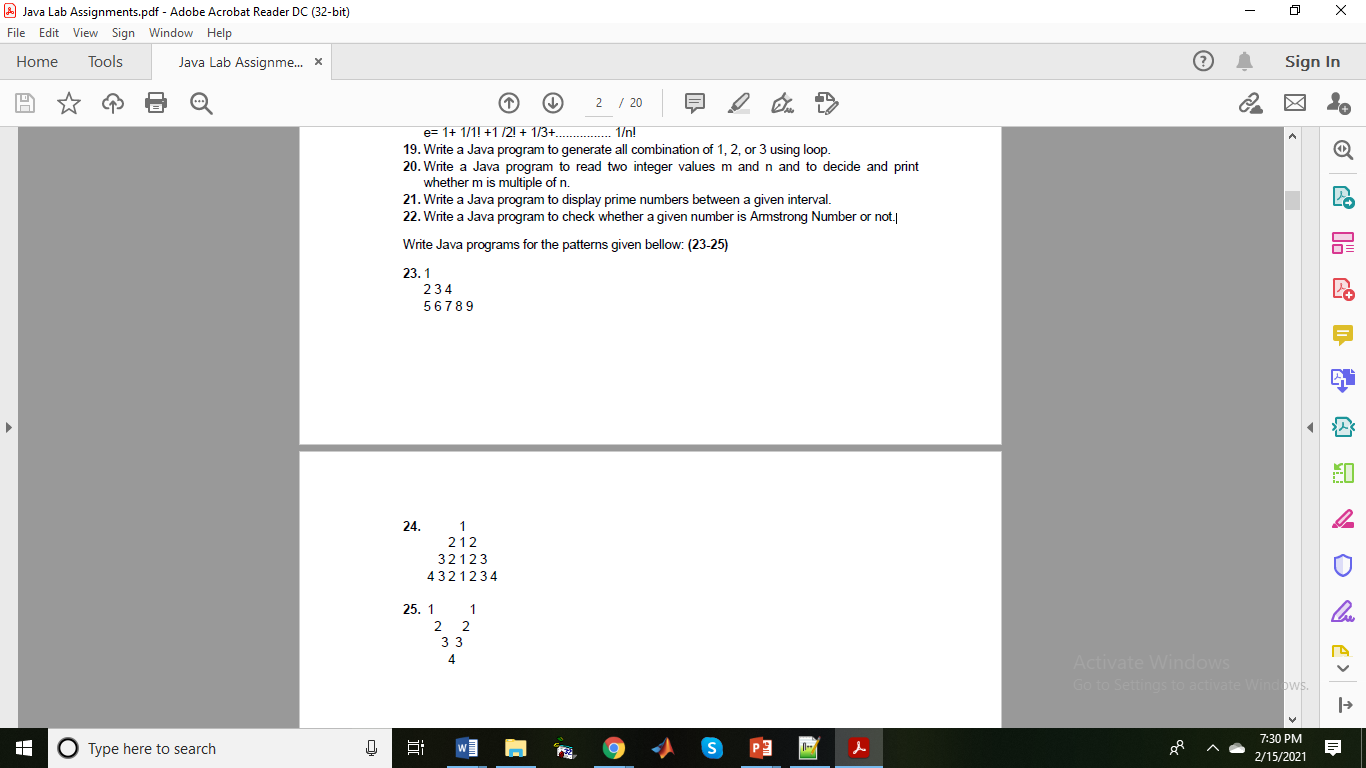 Java Lab Assignments.pdf - Adobe Acrobat Reader DC (32-bit)
File Edit View Sign Window Help
Home Tools Java Lab Assignme... × Sign In
2 / 20
e= 1+ 1/1! +1 /2! + 1/3+................ 1/n!
19. Write a Java program to generate all combination of 1, 2, or 3 using loop.
20. Write a Java program to read two integer values m and n and to decide and print
whether m is multiple of n.
21. Write a Java program to display prime numbers between a given interval.
22. Write a Java program to check whether a given number is Armstrong Number or not.
Write Java programs for the patterns given bellow: (23-25)
23. 1
2 3 4
5 6 7 8 9
24. 1
2 1 2
3 2 1 2 3
4 3 2 1 2 3 4
25. 1 1
2 2
3 3
4
Activate Windows
Go to Settings to activate Windows.
Type here to search
7:30 PM
2/15/2021